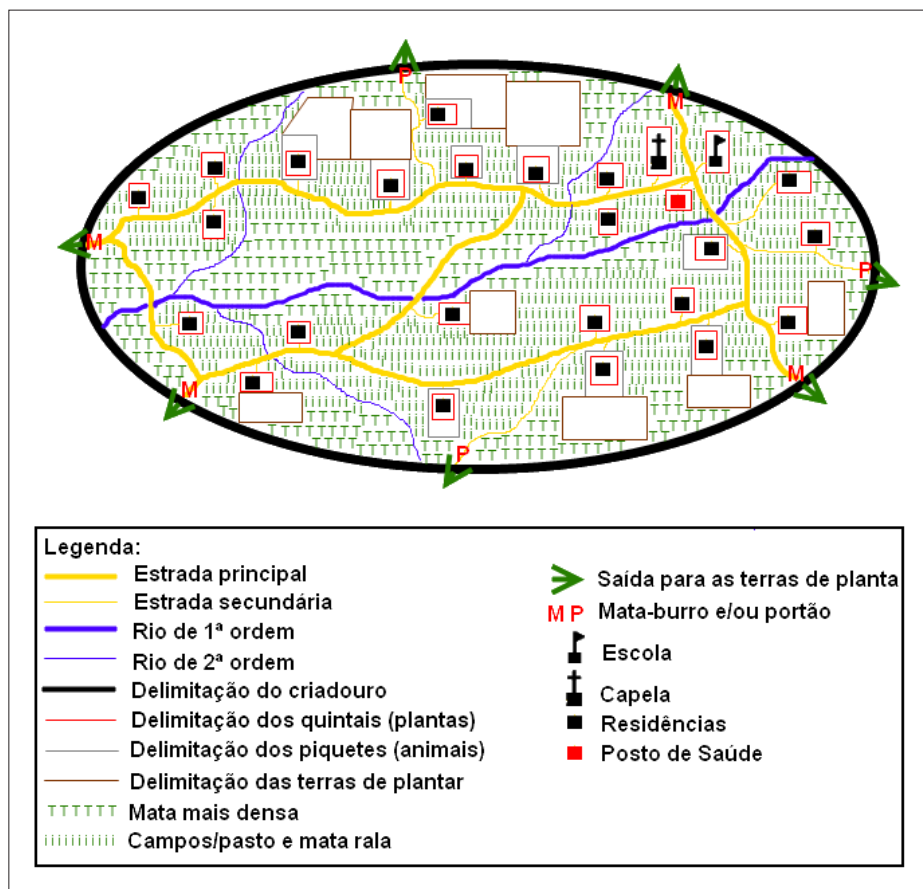 P
M
M
P
M
M
P
Legenda:
Estrada principal
Estrada secundária
Rio de 1ª ordem
Rio de 2ª ordem
Delimitação do criadouro
Delimitação dos quintais (plantas)
Delimitação dos piquetes (animais)
Delimitação das terras de plantar
TTTTTT Mata mais densa
iiiiiiiiiii Campos/pasto e mata rala
Saída para as terras de planta
M P Mata-burro e/ou portão
Escola
Capela
Residências
Posto de Saúde